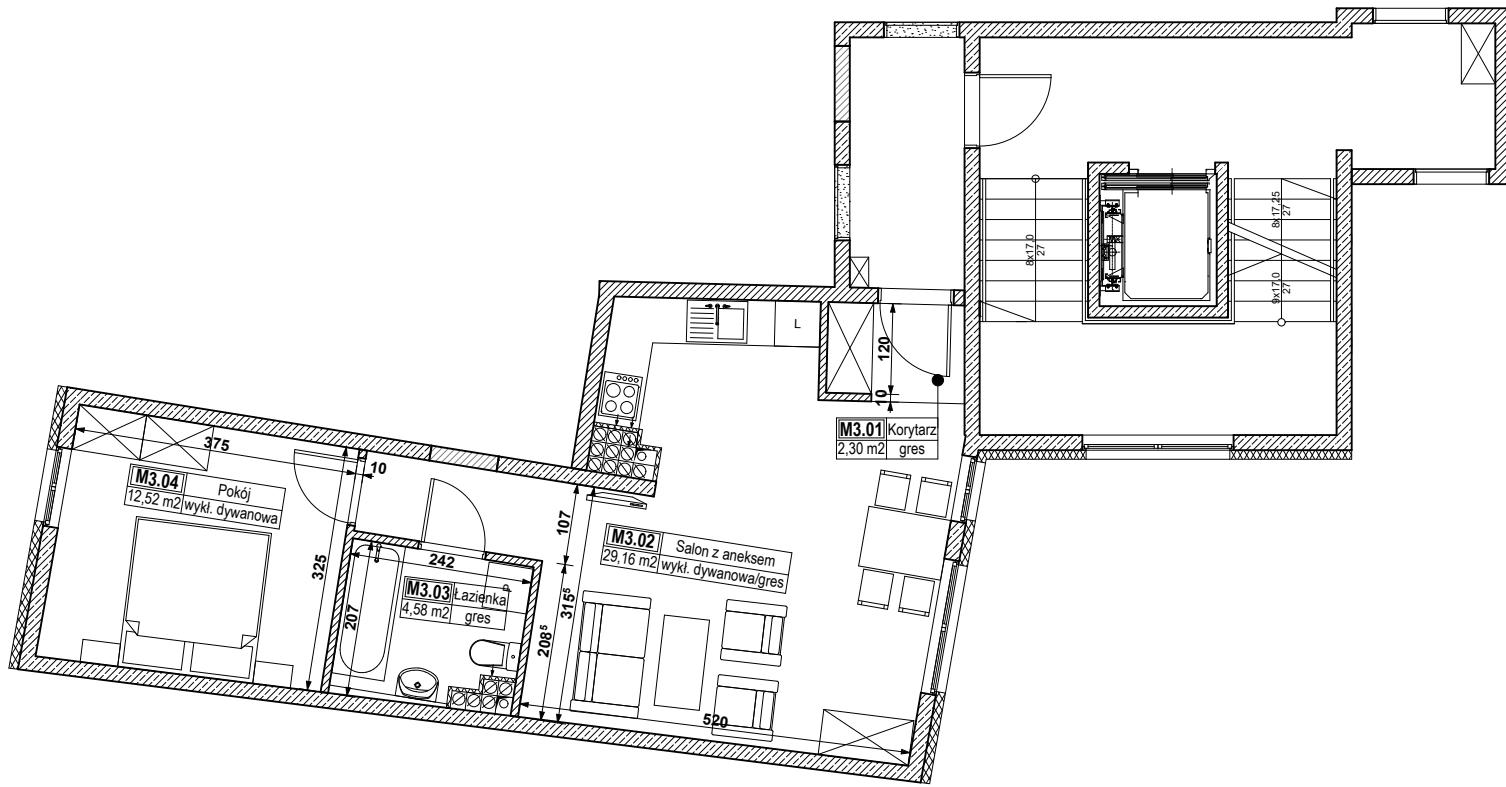 8x17,0
27
8x17,25
27
9x17,0
27
L
120
10
M3.01 Korytarz
2,30 m2 gres
375
10
M3.04 Pokój
12,52 m2 wykł. dywanowa
325
107
M3.02 Salon z aneksem
29,16 m2 wykł. dywanowa/gres
242
M3.03 Łazienka
4,58 m2 gres
207
208⁵
315⁵
520